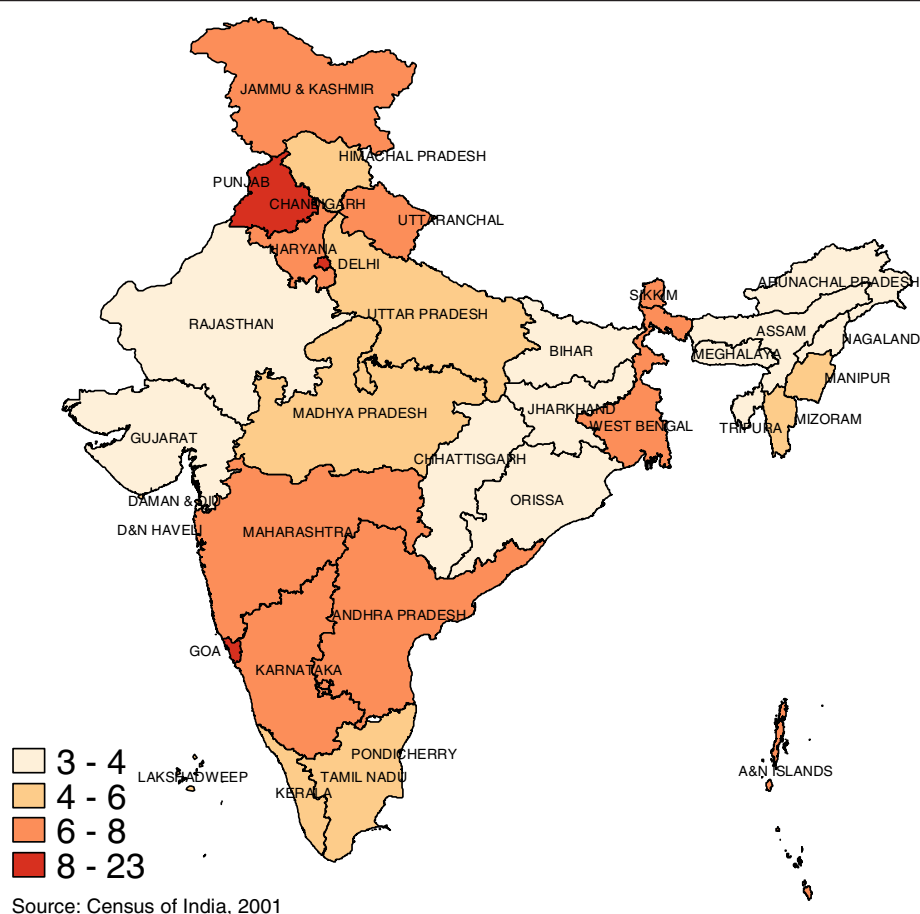 JAMMU & KASHMIR
HIMACHAL PRADESH
PUNJAB
CHANDIGARH
UTTARANCHAL
HARYANA
DELHI
ARUNACHAL PRADESH
SIKKIM
UTTAR PRADESH
RAJASTHAN
ASSAM
NAGALAND
BIHAR
MEGHALAYA
MANIPUR
MADHYA PRADESH
JHARKHAND
MIZORAM
WEST BENGAL
TRIPURA
GUJARAT
CHHATTISGARH
DAMAN & DIU
ORISSA
D&N HAVELI
MAHARASHTRA
ANDHRA PRADESH
GOA
KARNATAKA
PONDICHERRY
A&N ISLANDS
LAKSHADWEEP
TAMIL NADU
KERALA
3 - 4
4 - 6
6 - 8
8 - 23
Source: Census of India, 2001